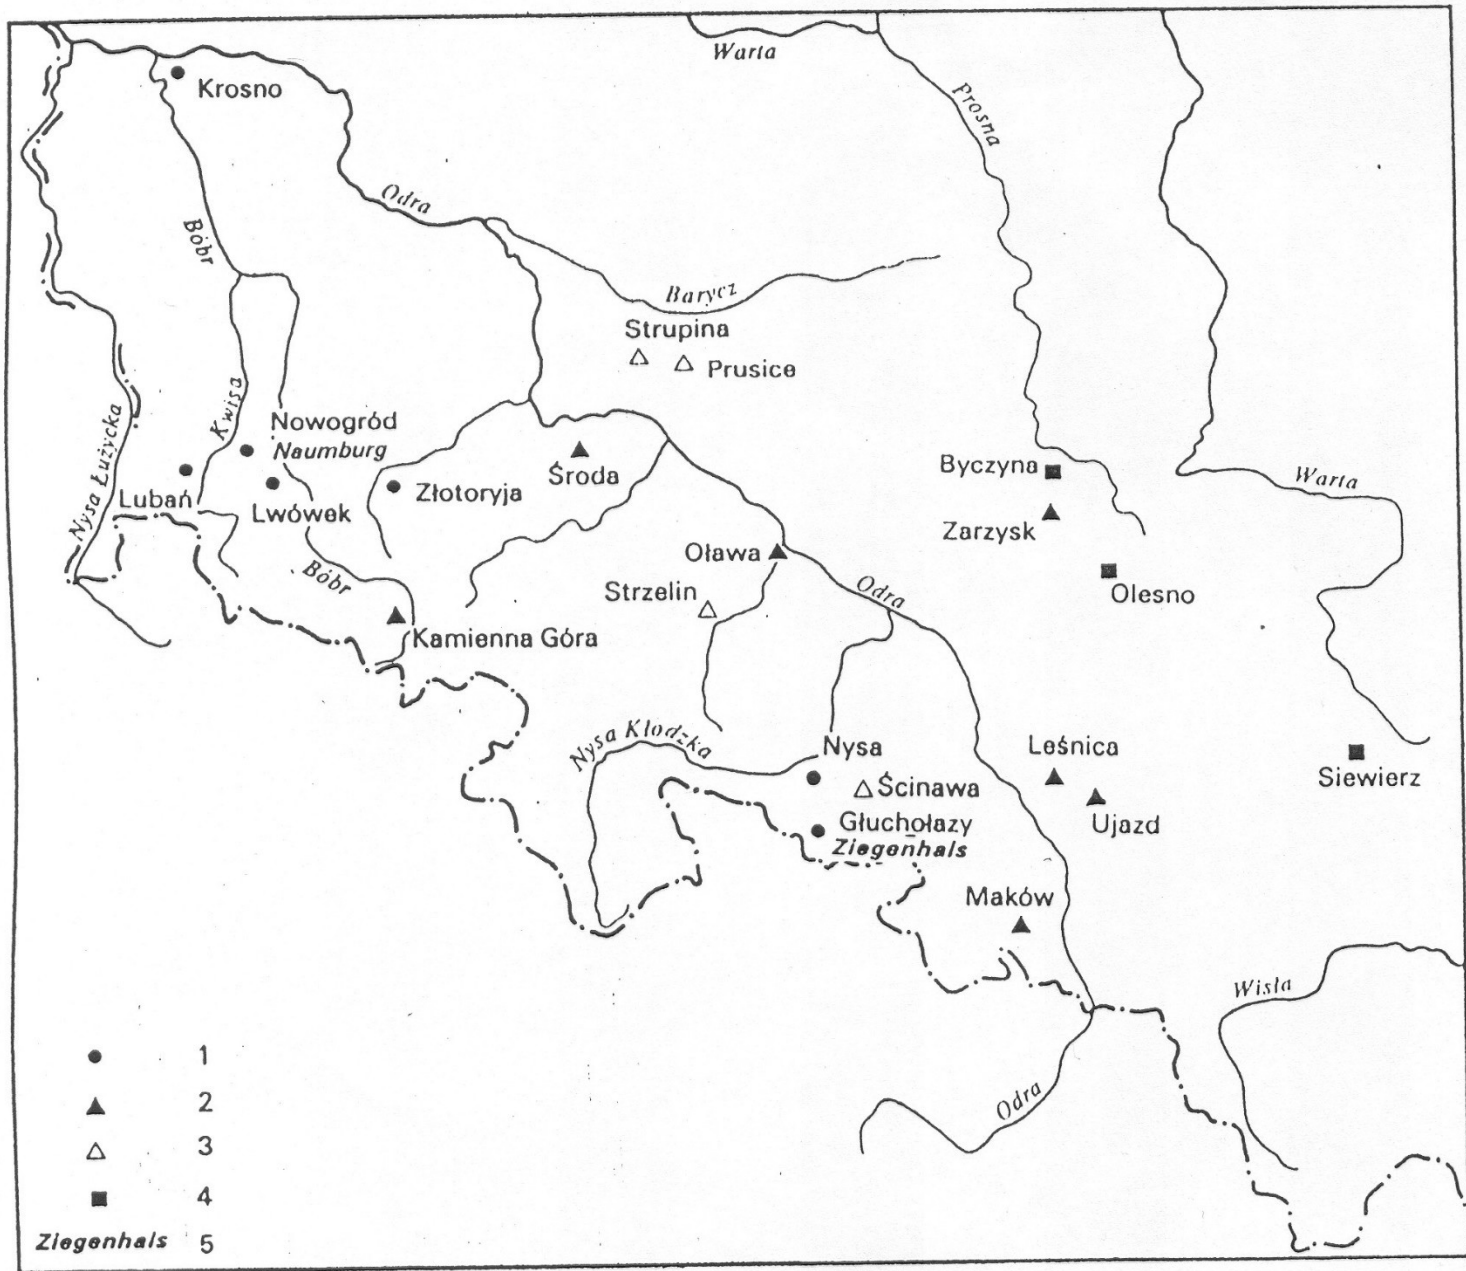 Warta
Krosno
Prosna
Odra
Bóbr
Barycz
Strupina
Prusice
Nysa Łużycka
Kwisa
Nowogród
Naumburg
Lubań
Lwówek
Złotoryja
Środa
Byczyna
Warta
Zarzysk
Oława
Olesno
Strzelin
Odra
Bóbr
Kamienna Góra
Nysa Kłodzka
Nysa
Leśnica
Siewierz
Ścinawa
Ujazd
Głuchołazy
Ziegenhals
Maków
Wisła
Odra
1
2
3
4
Ziegenhals 5